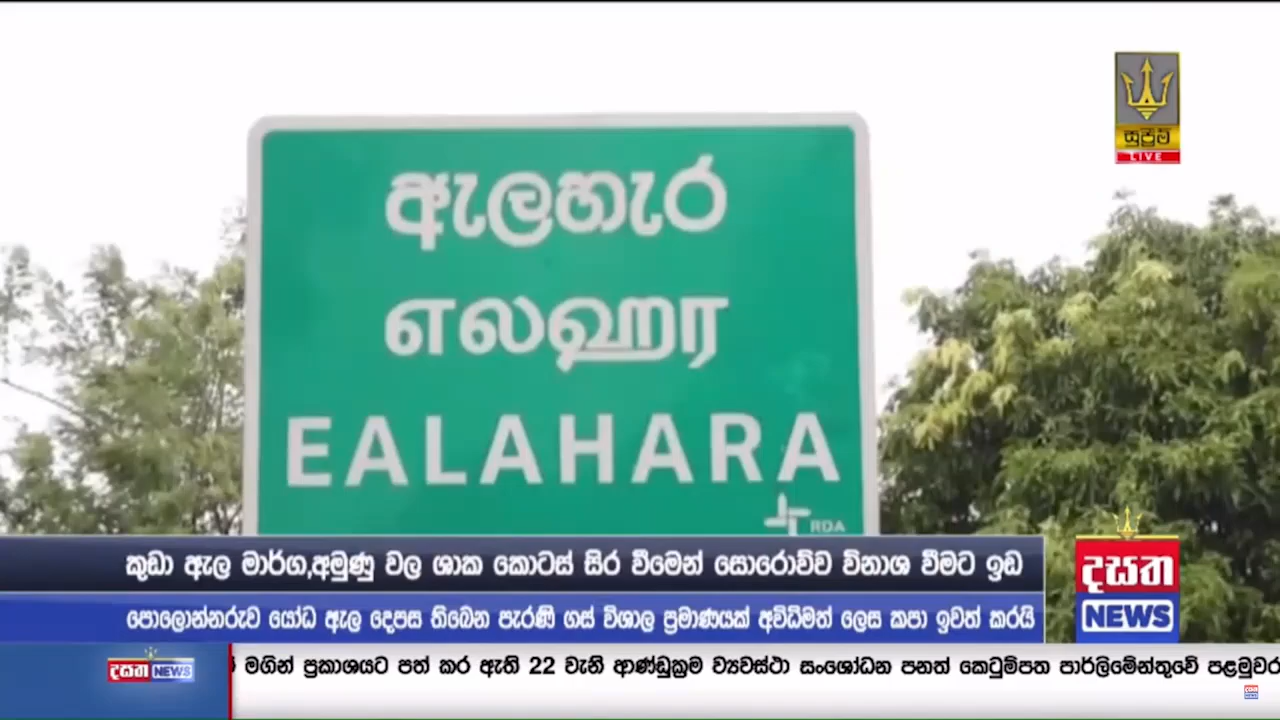 සුප්‍රීම්
LIVE
ඇලහැර
எலஹர
EALAHARA
RDA
කුඩා ඇල මාර්ග,අමුණු වල ශාක කොටස් සිර වීමෙන් සොරොව්ව විනාශ වීමට ඉඩ
පොලොන්නරුව යෝධ ඇල දෙපස තිබෙන පැරණි ගස් විශාල ප්‍රමාණයක් අවිධිමත් ලෙස කපා ඉවත් කරයි
දසත
NEWS
දසත NEWS
මගින් ප්‍රකාශයට පත් කර ඇති 22 වැනි ආණ්ඩුක්‍රම ව්‍යවස්ථා සංශෝධන පනත් කෙටුම්පත පාර්ලිමේන්තුවේ පළමුවර